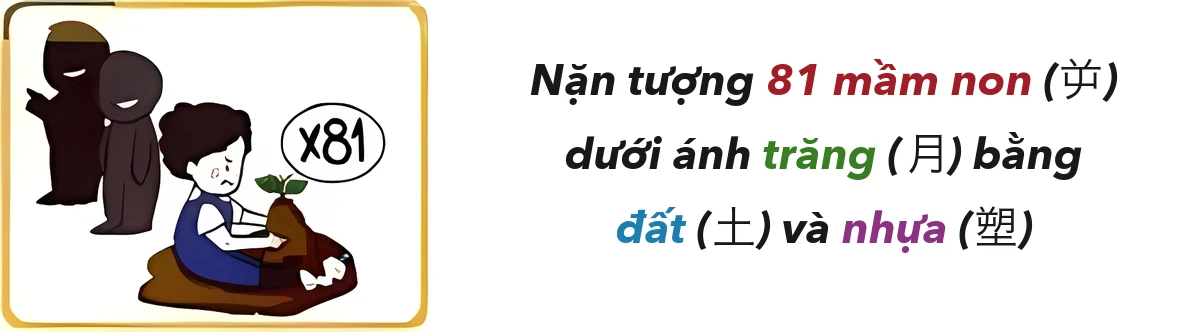 x81
Nặn tượng 81 mầm non (屰)
dưới ánh trăng (月) bằng
đất (土) và nhựa (塑)